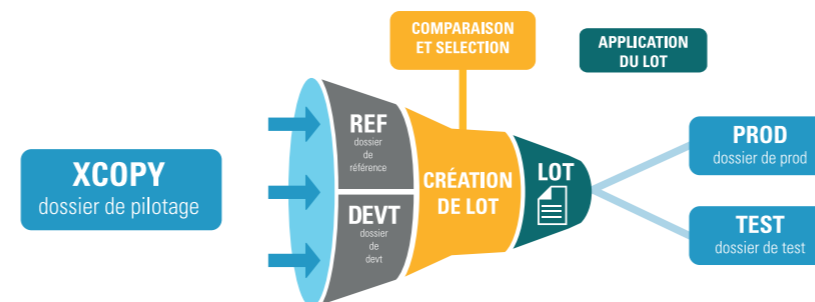 COMPARAISON
ET SELECTION
APPLICATION
DU LOT
XCOPY
dossier de pilotage
REF
dossier
de
référence
DEVT
dossier
de
devt
CRÉATION
DE LOT
LOT
PROD
dossier de prod
TEST
dossier de test